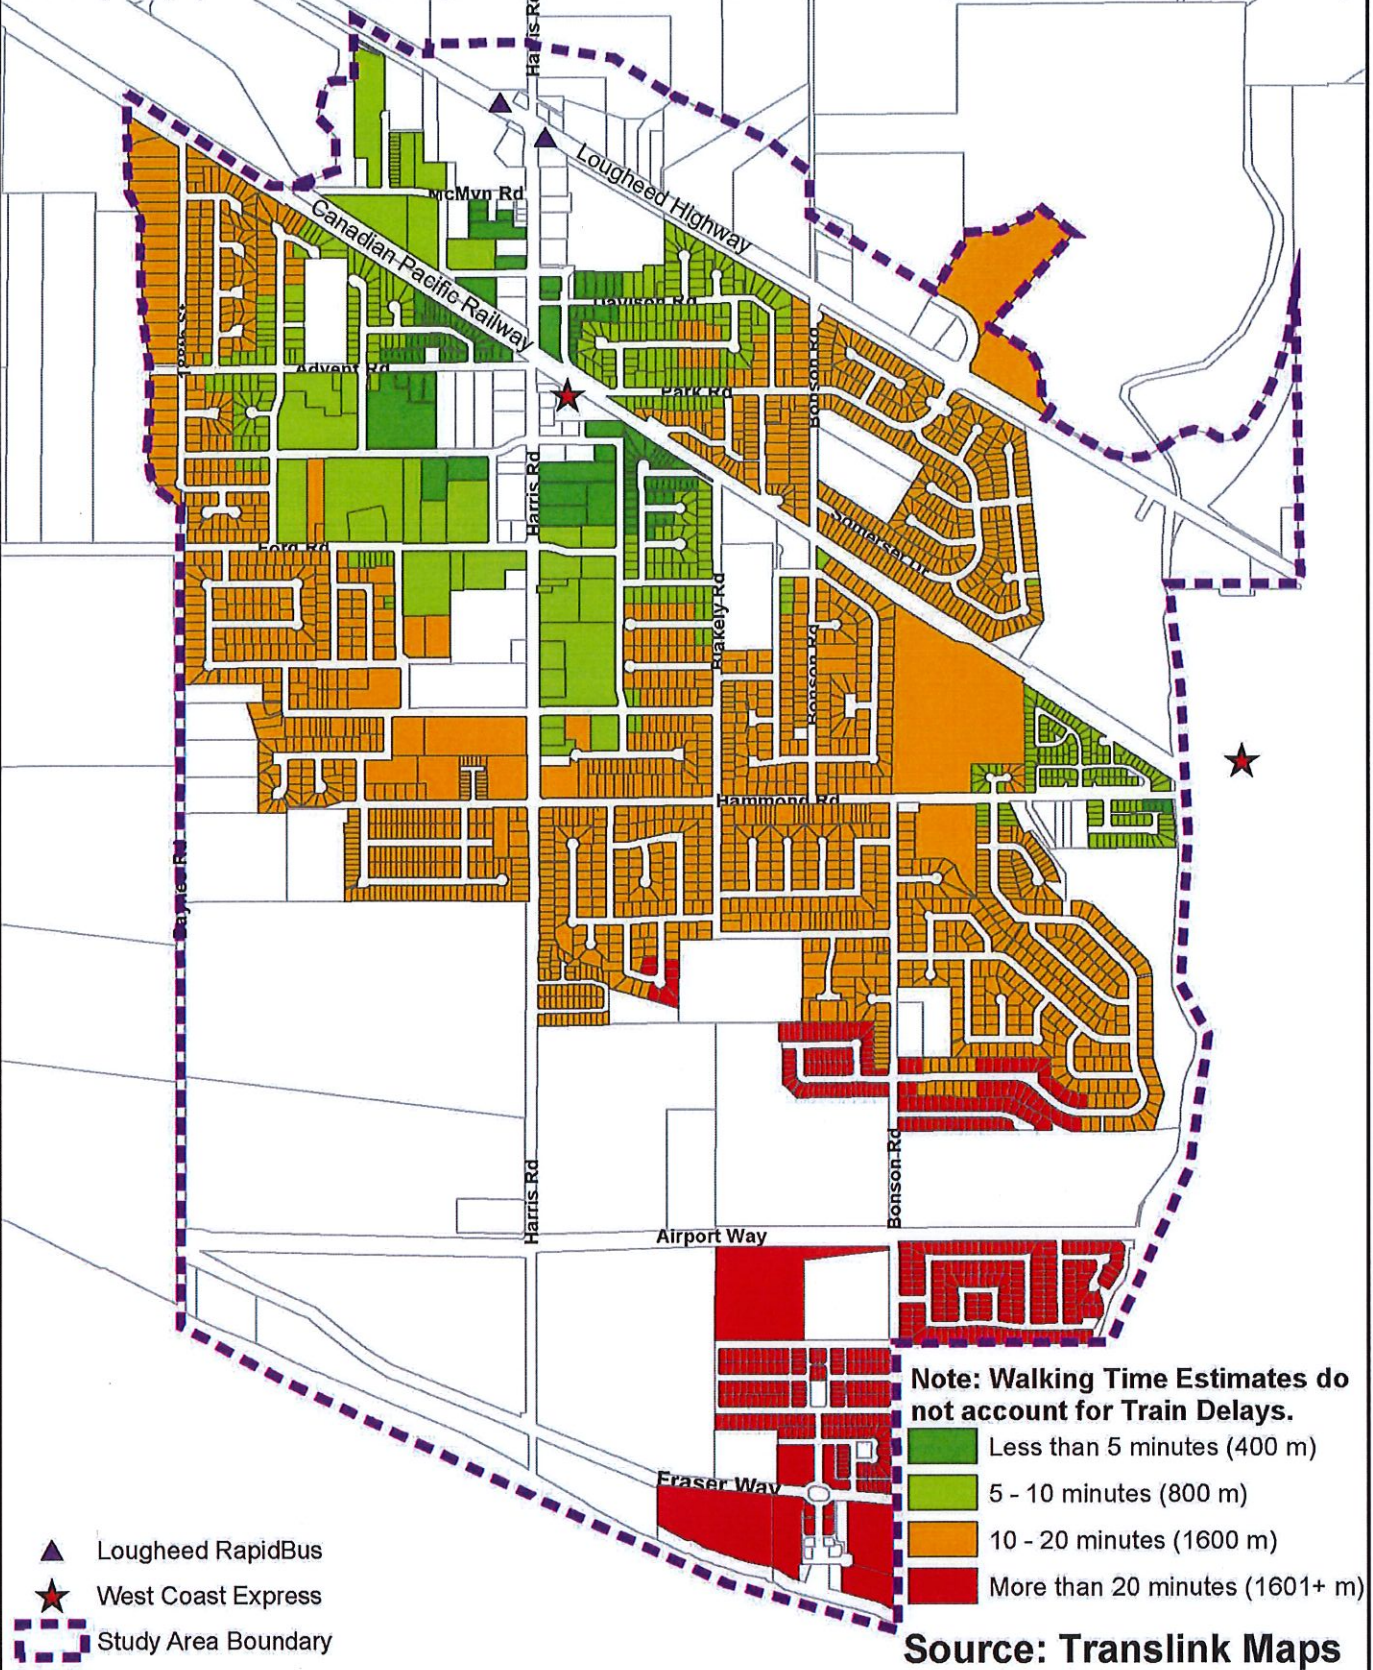 Harris Rd
McMyn Rd
Lougheed Highway
Canadian Pacific Railway
Davison Rd
Bonson Rd
Advent Rd
Park Rd
Harris Rd
Somerset Dr
Ford Rd
Blakely Rd
Bonson Rd
Hammond Rd
Baynes Rd
Harris Rd
Bonson Rd
Airport Way
Fraser Way
Note: Walking Time Estimates do
not account for Train Delays.
Less than 5 minutes (400 m)
5 - 10 minutes (800 m)
10 - 20 minutes (1600 m)
More than 20 minutes (1601+ m)
Lougheed RapidBus
West Coast Express
Study Area Boundary
Source: Translink Maps